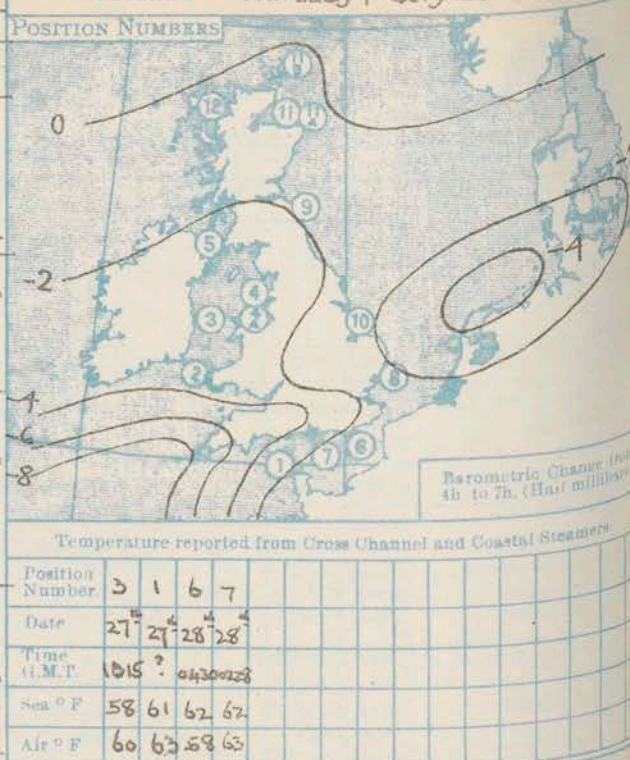 POSITION NUMBERS
H
12
11 W
0
9
5
-2
4
-4
3 Z
10
2
8
-4
-6
-8
1 7 6
Barometric Change
4h to 7h. (Half millibars
Temperature reported from Cross Channel and Coastal Steamers
Position Number. 3 1 6 7
Date 27th 27th 28th 28th
Time G.M.T. 1015 ? 0430 0228
Sea °F 58 61 62 62
Air °F 60 63 58 63